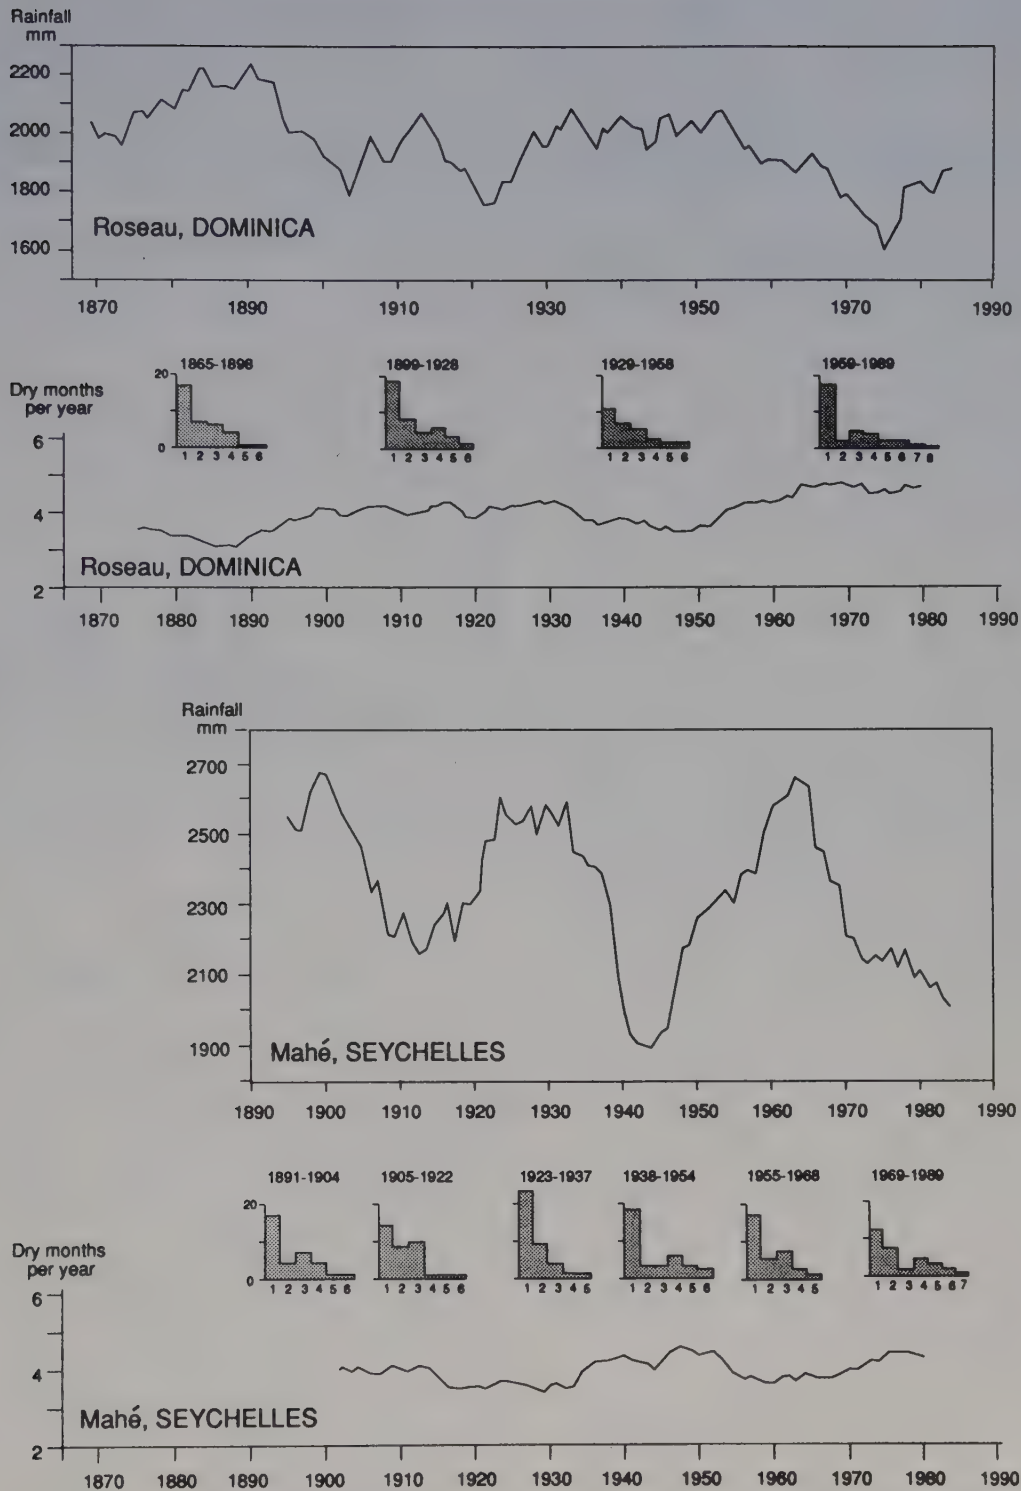 Rainfall
mm
2200
2000
1800
1600
Roseau, DOMINICA
1870 1890 1910 1930 1950 1970 1990
1865-1898 1899-1928 1929-1958 1959-1989
Dry months
per year
20
0
1 2 3 4 5 6 1 2 3 4 5 6 1 2 3 4 5 6 1 2 3 4 5 6 7 8
6
4
2
Roseau, DOMINICA
1870 1880 1890 1900 1910 1920 1930 1940 1950 1960 1970 1980 1990
Rainfall
mm
2700
2500
2300
2100
1900
Mahé, SEYCHELLES
1890 1900 1910 1920 1930 1940 1950 1960 1970 1980 1990
1891-1904 1905-1922 1923-1937 1938-1954 1955-1968 1969-1989
Dry months
per year
20
0
1 2 3 4 5 6 1 2 3 4 5 6 1 2 3 4 5 1 2 3 4 5 6 1 2 3 4 5 1 2 3 4 5 6 7
6
4
2
Mahé, SEYCHELLES
1870 1880 1890 1900 1910 1920 1930 1940 1950 1960 1970 1980 1990